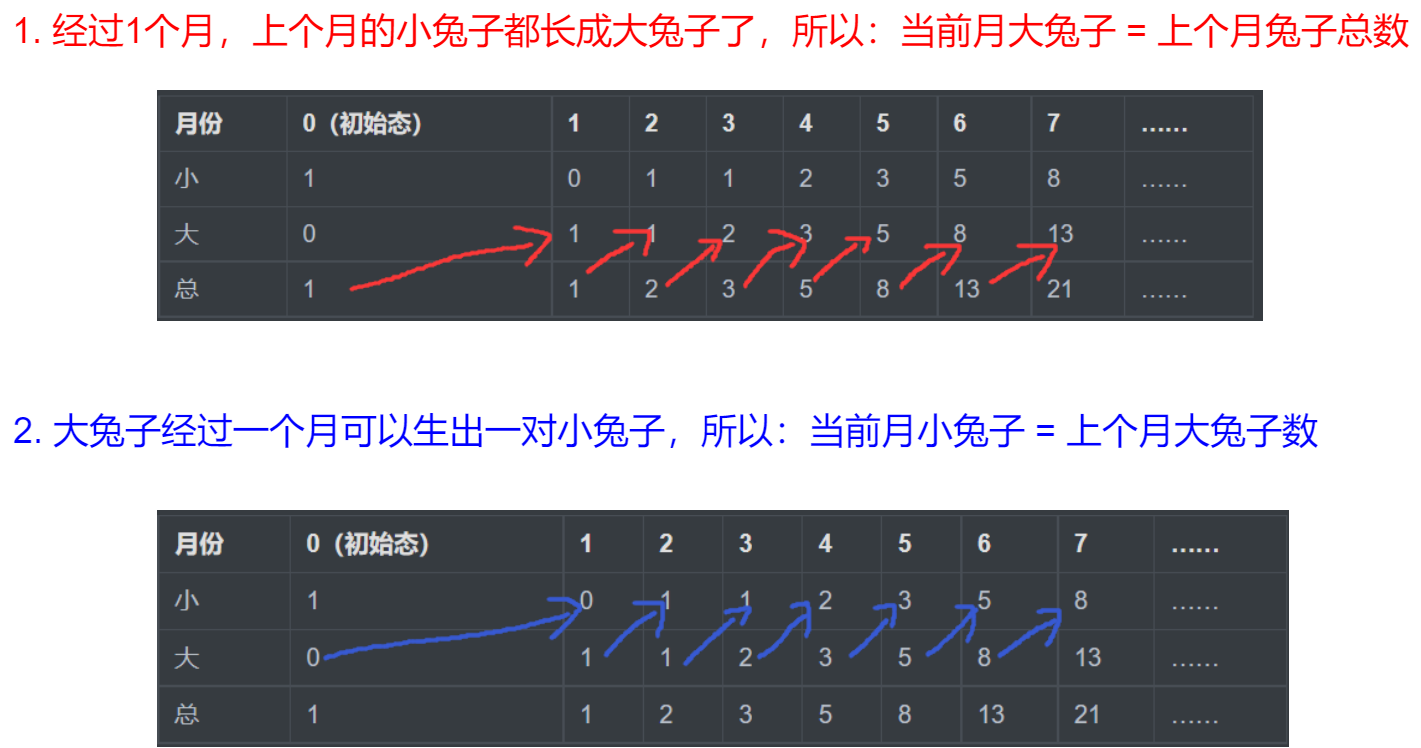 1. 经过1个月，上个月的小兔子都长成大兔子了，所以：当前月大兔子 = 上个月兔子总数
月份 0（初始态） 1 2 3 4 5 6 7 ……
小 1 0 1 1 2 3 5 8 ……
大 0 1 1 2 3 5 8 13 ……
总 1 1 2 3 5 8 13 21 ……
2. 大兔子经过一个月可以生出一对小兔子，所以：当前月小兔子 = 上个月大兔子数
月份 0（初始态） 1 2 3 4 5 6 7 ……
小 1 0 1 1 2 3 5 8 ……
大 0 1 1 2 3 5 8 13 ……
总 1 1 2 3 5 8 13 21 ……